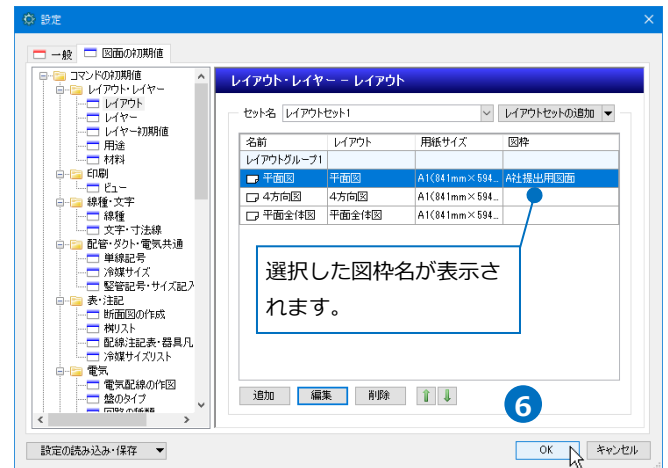 設定
一般
図面の初期値
コマンドの初期値
レイアウト・レイヤー
レイアウト
レイヤー
レイヤー初期値
用途
材料
印刷
ビュー
線種・文字
線種
文字・寸法線
配管・ダクト・電気共通
単線記号
冷媒サイズ
竪管記号・サイズ記入
表・注記
断面図の作成
桝リスト
配線注記表・器具凡
冷媒サイズリスト
電気
電気配線の作図
盤のタイプ
回路の種類
レイアウト・レイヤー － レイアウト
セット名 レイアウトセット1 レイアウトセットの追加
名前 レイアウト 用紙サイズ 図枠
レイアウトグループ1
平面図 平面図 A1(841mm×594... A社提出用図面
4方向図 4方向図 A1(841mm×594...
平面全体図 平面全体図 A1(841mm×594...
選択した図枠名が表示さ
れます。
追加 編集 削除
6
設定の読み込み・保存
OK キャンセル